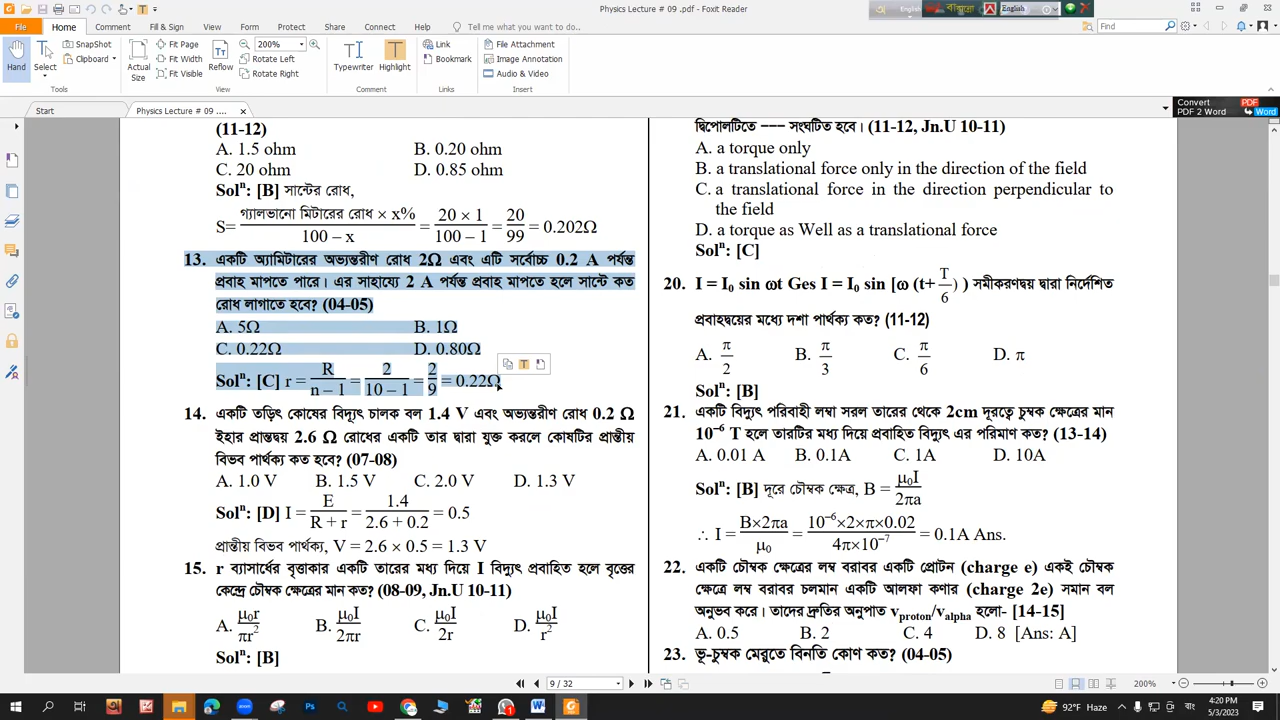 Physics Lecture # 09 .pdf - Foxit Reader
English
English
File
Home
Comment
Fill & Sign
View
Form
Protect
Share
Connect
Help
Tell me what you want to do...
Find
Hand
Select
SnapShot
Clipboard
Actual Size
Fit Page
Fit Width
Fit Visible
Reflow
200%
Rotate Left
Rotate Right
Typewriter
Highlight
Link
Bookmark
File Attachment
Image Annotation
Audio & Video
Tools
View
Comment
Links
Insert
Start
Physics Lecture # 09 ....
Convert PDF
PDF 2 Word Word
(11-12)
A. 1.5 ohm B. 0.20 ohm
C. 20 ohm D. 0.85 ohm
Solⁿ: [B] সান্টের রোধ,
S= গ্যালভানো মিটারের রোধ × x% / 100 – x = 20 × 1 / 100 – 1 = 20 / 99 = 0.202Ω
13. একটি অ্যামিটারের অভ্যন্তরীণ রোধ 2Ω এবং এটি সর্বোচ্চ 0.2 A পর্যন্ত
প্রবাহ মাপতে পারে। এর সাহায্যে 2 A পর্যন্ত প্রবাহ মাপতে হলে সান্টে কত
রোধ লাগাতে হবে? (04-05)
A. 5Ω B. 1Ω
C. 0.22Ω D. 0.80Ω
Solⁿ: [C] r = R / n – 1 = 2 / 10 – 1 = 2 / 9 = 0.22Ω
14. একটি তড়িৎ কোষের বিদ্যুৎ চালক বল 1.4 V এবং অভ্যন্তরীণ রোধ 0.2 Ω
ইহার প্রান্তদ্বয় 2.6 Ω রোধের একটি তার দ্বারা যুক্ত করলে কোষটির প্রান্তীয়
বিভব পার্থক্য কত হবে? (07-08)
A. 1.0 V B. 1.5 V C. 2.0 V D. 1.3 V
Solⁿ: [D] I = E / R + r = 1.4 / 2.6 + 0.2 = 0.5
প্রান্তীয় বিভব পার্থক্য, V = 2.6 × 0.5 = 1.3 V
15. r ব্যাসার্ধের বৃত্তাকার একটি তারের মধ্য দিয়ে I বিদ্যুৎ প্রবাহিত হলে বৃত্তের
কেন্দ্রে চৌম্বক ক্ষেত্রের মান কত? (08-09, Jn.U 10-11)
A. μ₀r / πr² B. μ₀I / 2πr C. μ₀I / 2r D. μ₀I / r²
Solⁿ: [B]
দ্বিপোলটিতে --- সংঘটিত হবে। (11-12, Jn.U 10-11)
A. a torque only
B. a translational force only in the direction of the field
C. a translational force in the direction perpendicular to
the field
D. a torque as Well as a translational force
Solⁿ: [C]
20. I = I₀ sin ωt Ges I = I₀ sin [ω (t+ T / 6 ) সমীকরণদ্বয় দ্বারা নির্দেশিত
প্রবাহদ্বয়ের মধ্যে দশা পার্থক্য কত? (11-12)
A. π / 2 B. π / 3 C. π / 6 D. π
Solⁿ: [B]
21. একটি বিদ্যুৎ পরিবাহী লম্বা সরল তারের থেকে 2cm দূরত্বে চুম্বক ক্ষেত্রের মান
10⁻⁶ T হলে তারটির মধ্য দিয়ে প্রবাহিত বিদ্যুৎ এর পরিমাণ কত? (13-14)
A. 0.01 A B. 0.1A C. 1A D. 10A
Solⁿ: [B] দূরে চৌম্বক ক্ষেত্র, B = μ₀I / 2πa
∴ I = B×2πa / μ₀ = 10⁻⁶×2×π×0.02 / 4π×10⁻⁷ = 0.1A Ans.
22. একটি চৌম্বক ক্ষেত্রের লম্ব বরাবর একটি প্রোটন (charge e) একই চৌম্বক
ক্ষেত্রে লম্ব বরাবর চলমান একটি আলফা কণার (charge 2e) সমান বল
অনুভব করে। তাদের দ্রুতির অনুপাত v proton/v alpha হলো- [14-15]
A. 0.5 B. 2 C. 4 D. 8 [Ans: A]
23. ভূ-চুম্বক মেরুতে বিনতি কোণ কত? (04-05)
9 / 32
200%
92°F Haze
4:20 PM
5/3/2023